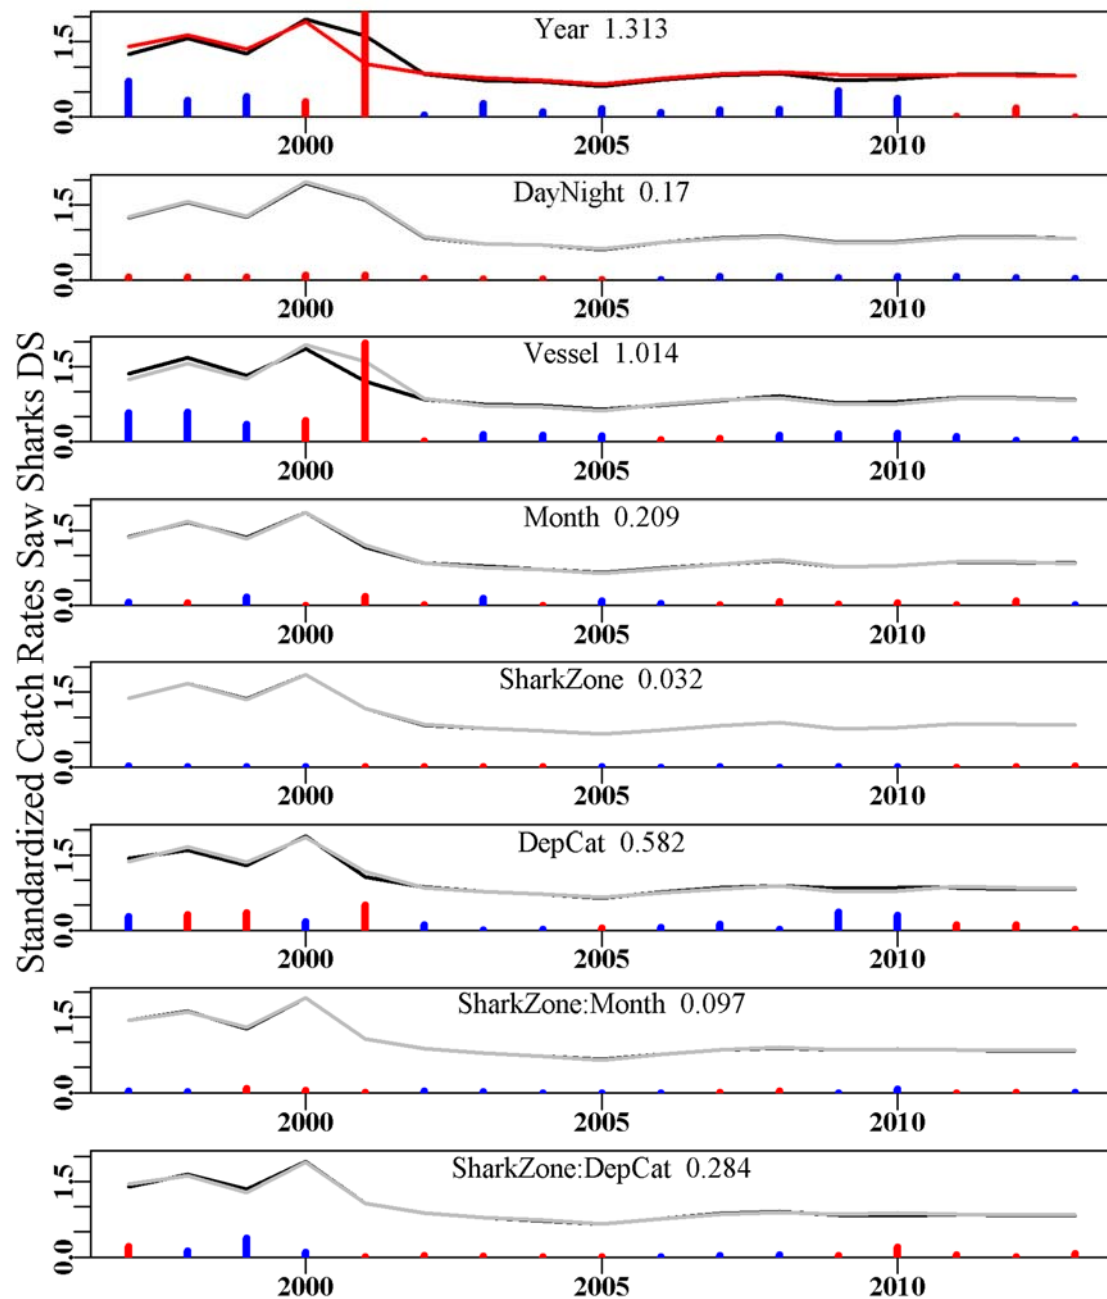 Standardized Catch Rates Saw Sharks DS
Year 1.313
1.5
0.0
2000 2005 2010
DayNight 0.17
1.5
0.0
2000 2005 2010
Vessel 1.014
1.5
0.0
2000 2005 2010
Month 0.209
1.5
0.0
2000 2005 2010
SharkZone 0.032
1.5
0.0
2000 2005 2010
DepCat 0.582
1.5
0.0
2000 2005 2010
SharkZone:Month 0.097
1.5
0.0
2000 2005 2010
SharkZone:DepCat 0.284
1.5
0.0
2000 2005 2010